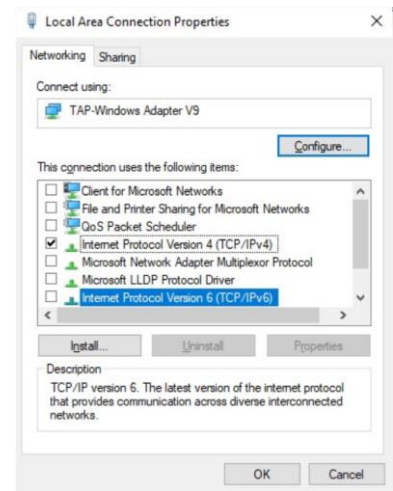 Local Area Connection Properties
Networking Sharing
Connect using:
TAP-Windows Adapter V9
Configure...
This connection uses the following items:
Client for Microsoft Networks
File and Printer Sharing for Microsoft Networks
QoS Packet Scheduler
Internet Protocol Version 4 (TCP/IPv4)
Microsoft Network Adapter Multiplexor Protocol
Microsoft LLDP Protocol Driver
Internet Protocol Version 6 (TCP/IPv6)
Install... Uninstall Properties
Description
TCP/IP version 6. The latest version of the internet protocol
that provides communication across diverse interconnected
networks.
OK Cancel